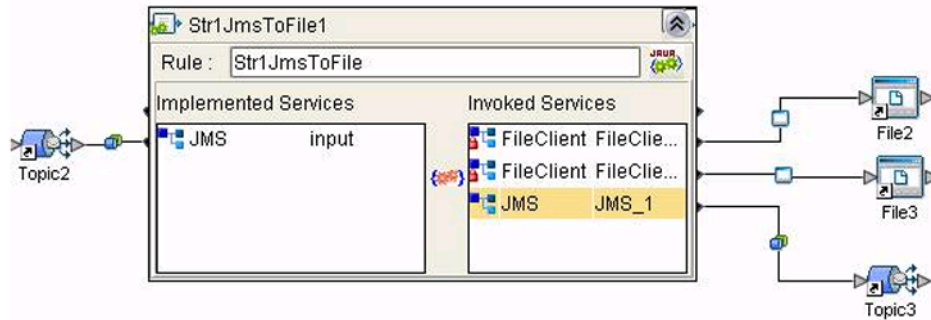 Str1JmsToFile1
Rule : Str1JmsToFile
JAVA
Implemented Services
Invoked Services
JMS input
FileClient FileClie...
FileClient FileClie...
JMS JMS_1
Topic2
File2
File3
Topic3